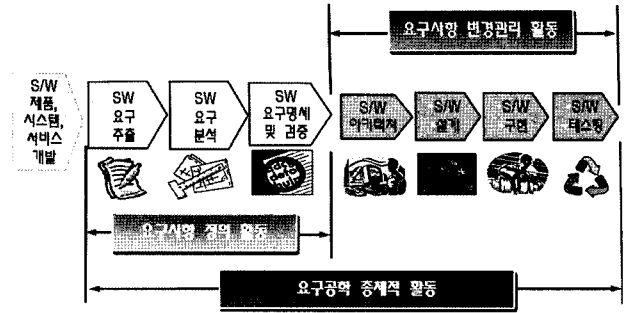 요구사항 변경관리 활동
S/W
제품,
시스템,
서비스
개발
SW
요구
추출
SW
요구
분석
SW
요구명세
및 검증
S/W
아키텍처
S/W
설계
S/W
구현
S/W
테스팅
요구사항 정의 활동
요구공학 총체적 활동